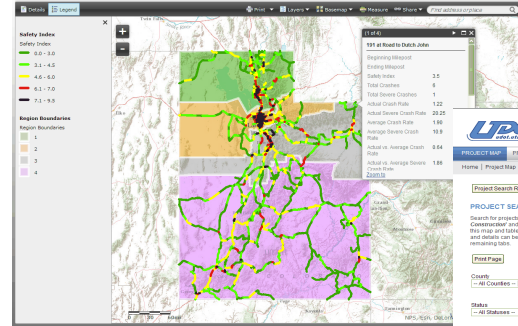 Details
Legend
Print
Layers
Basemap
Measure
Share
Find address or place
Safety Index
Safety Index
0.0 - 3.0
3.1 - 4.5
4.6 - 6.0
6.1 - 7.0
7.1 - 9.5
Region Boundaries
Region Boundaries
1
2
3
4
(1 of 4)
191 at Road to Dutch John
Beginning Milepost
Ending Milepost
Safety Index 3.5
Total Crashes 6
Total Severe Crashes 1
Actual Crash Rate 1.22
Actual Severe Crash Rate 20.25
Average Crash Rate 1.90
Average Severe Crash Rate 10.9
Actual vs. Average Crash Rate 0.64
Actual vs. Average Severe Crash Rate 1.86
Zoom to
PROJECT MAP
Home | Project Map
Project Search R
PROJECT SEA
Search for projects
Construction and
this map and table
and details can be
remaining tabs.
Print Page
County
-- All Counties --
Status
-- All Statuses --